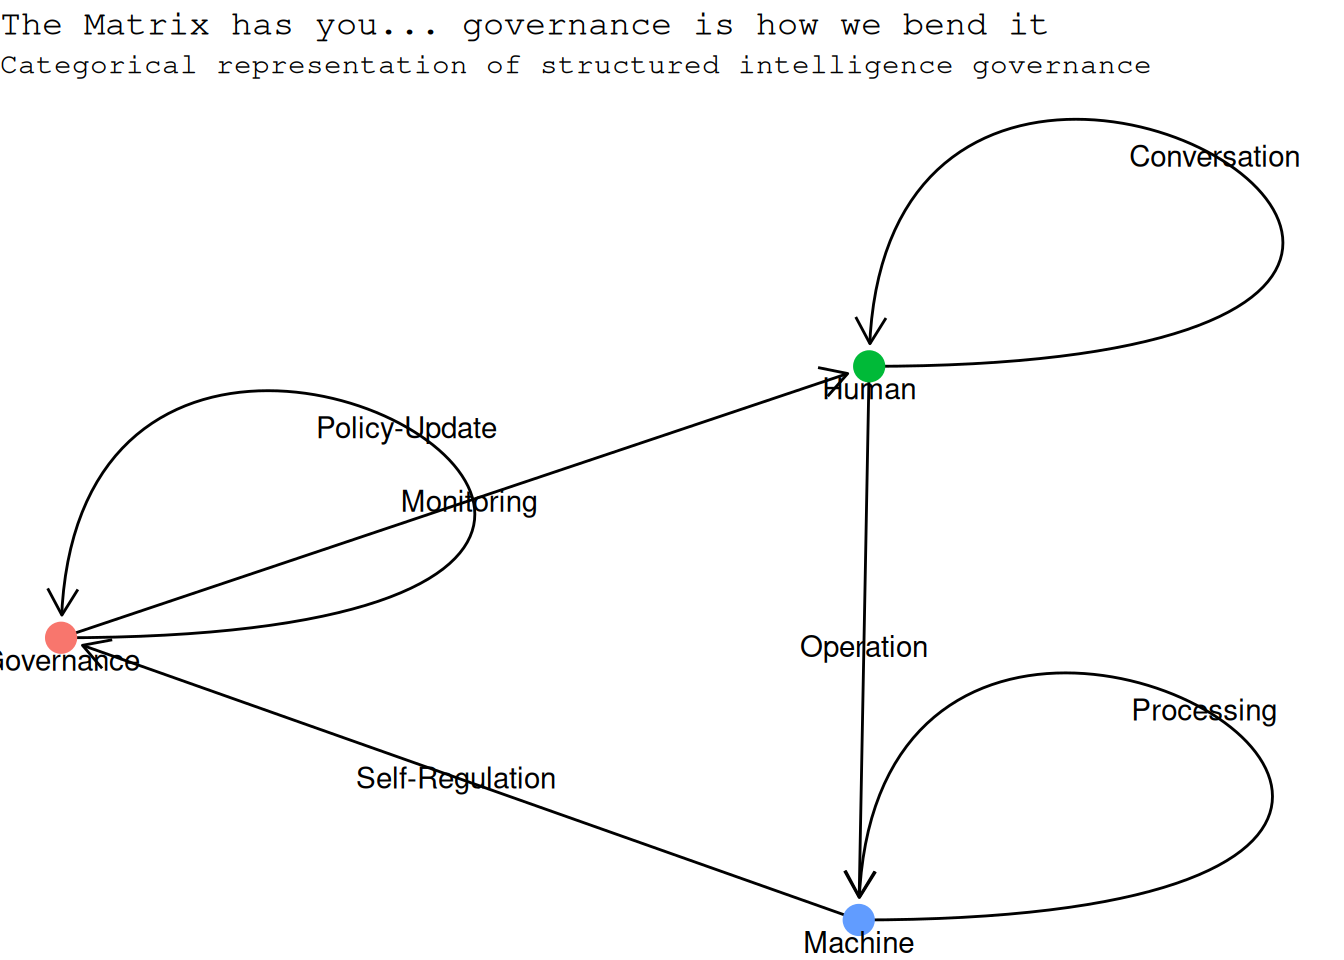 The Matrix has you... governance is how we bend it
Categorical representation of structured intelligence governance
Conversation
Human
Policy-Update
Monitoring
Operation
Governance
Processing
Self-Regulation
Machine